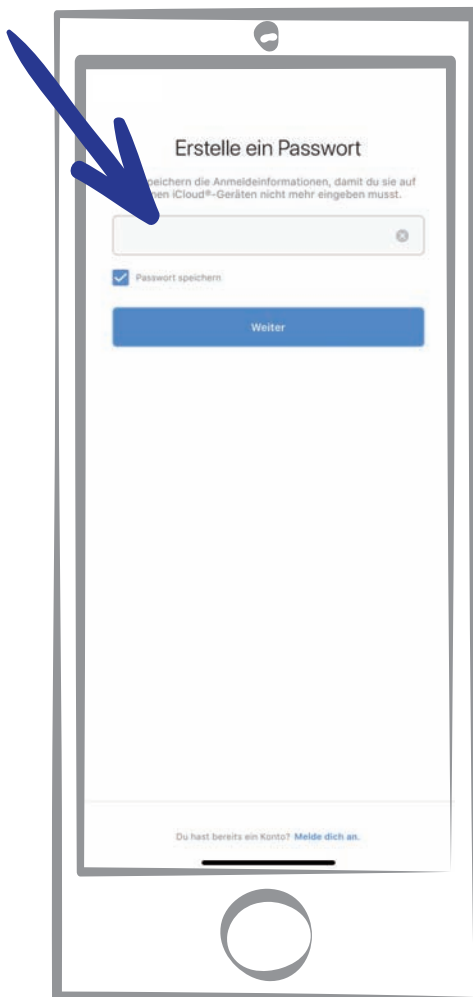 Erstelle ein Passwort
peichern die Anmeldeinformationen, damit du sie auf
nen iCloud®-Geräten nicht mehr eingeben musst.
Passwort speichern
Weiter
Du hast bereits ein Konto? Melde dich an.